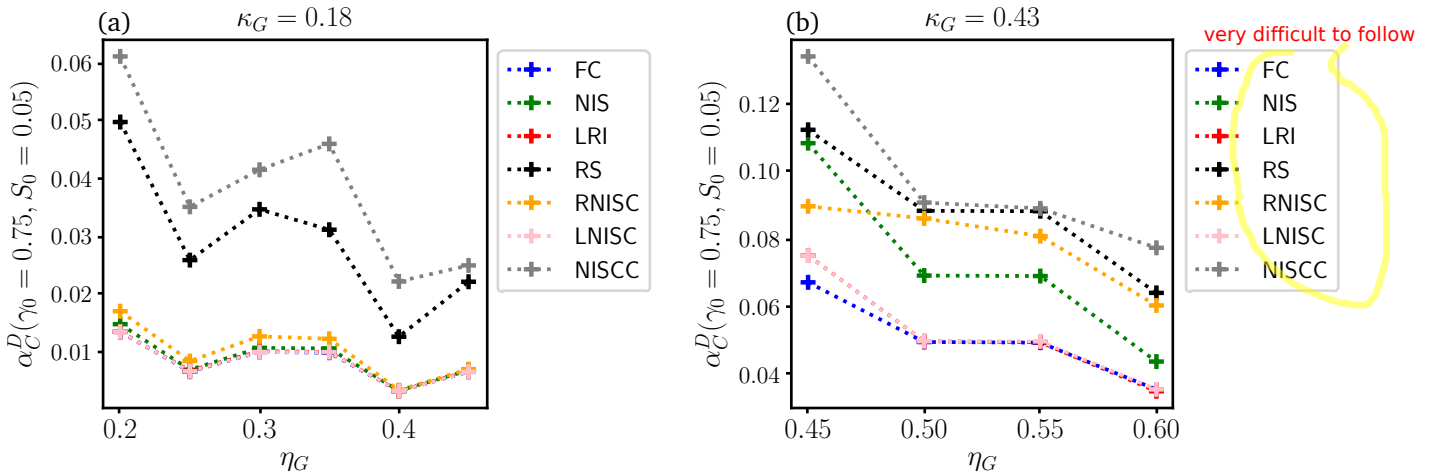 (a) κ_G = 0.18
α_C^D(γ_0 = 0.75, S_0 = 0.05)
0.06
0.05
0.04
0.03
0.02
0.01
0.2 0.3 0.4
η_G
FC
NIS
LRI
RS
RNISC
LNISC
NISCC
(b) κ_G = 0.43
very difficult to follow
α_C^D(γ_0 = 0.75, S_0 = 0.05)
0.12
0.10
0.08
0.06
0.04
0.45 0.50 0.55 0.60
η_G
FC
NIS
LRI
RS
RNISC
LNISC
NISCC